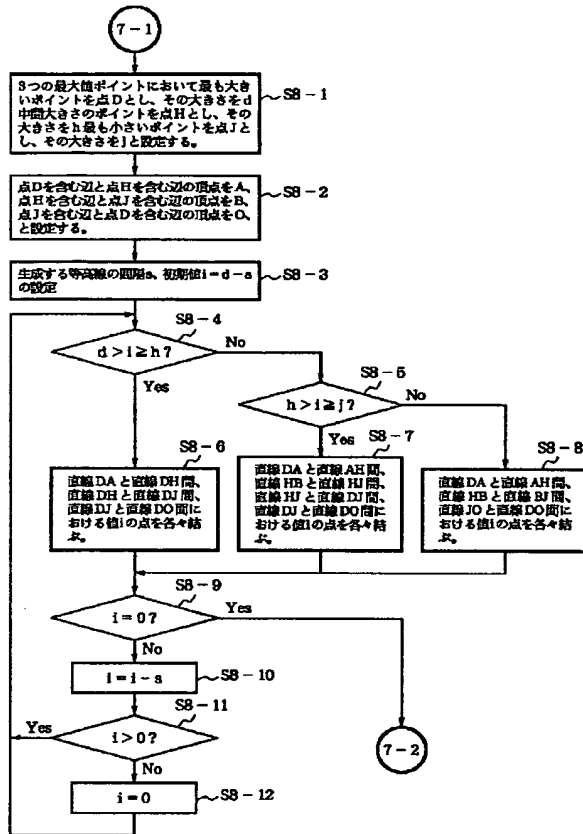 7-1
3つの最大値ポイントにおいて最も大き
いポイントを点Dとし、その大きさをd
中間大きさのポイントを点Hとし、その
大きさをh最も小さいポイントを点Jと
し、その大きさをjと設定する。
S8-1
点Dを含む辺と点Hを含む辺の頂点をA、
点Hを含む辺と点Jを含む辺の頂点をB、
点Jを含む辺と点Dを含む辺の頂点をO、
と設定する。
S8-2
生成する等高線の間隔s、初期値i=d-s
の設定
S8-3
S8-4
d>i≧h?
No
Yes
S8-5
h>i≧j?
No
Yes
S8-6
直線DAと直線DH間、
直線DHと直線DJ間、
直線DJと直線DO間に
おける値iの点を各々結
ぶ。
S8-7
直線DAと直線AH間、
直線HBと直線HJ間、
直線HJと直線DJ間、
直線DJと直線DO間に
おける値iの点を各々結
ぶ。
S8-8
直線DAと直線AH間、
直線HBと直線BJ間、
直線JOと直線DO間に
おける値iの点を各々結
ぶ。
S8-9
i=0?
Yes
No
i=i-s
S8-10
S8-11
i>0?
Yes
No
i=0
S8-12
7-2